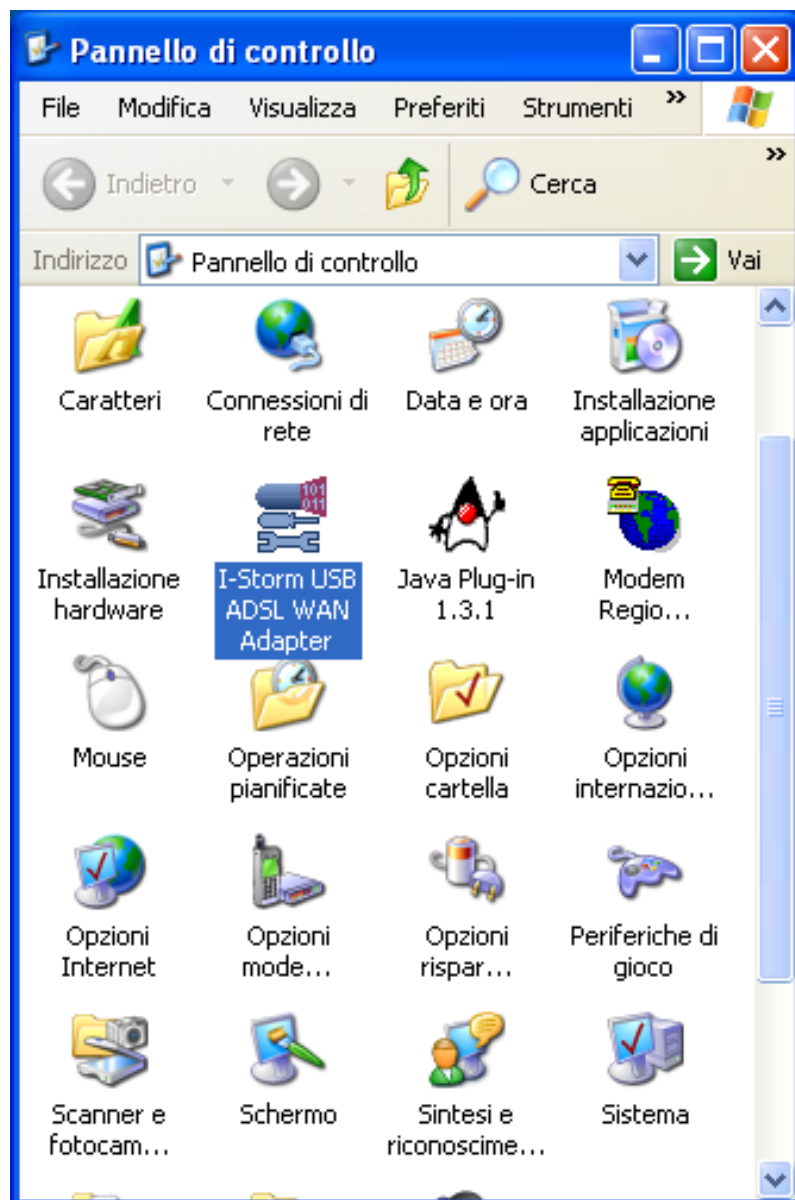 Pannello di controllo
File Modifica Visualizza Preferiti Strumenti »
Indietro Cerca »
Indirizzo Pannello di controllo Vai
Caratteri
Connessioni di
rete
Data e ora
Installazione
applicazioni
Installazione
hardware
101
011
I-Storm USB
ADSL WAN
Adapter
Java Plug-in
1.3.1
Modem
Regio...
Mouse
Operazioni
pianificate
Opzioni
cartella
Opzioni
internazio...
Opzioni
Internet
Opzioni
mode...
Opzioni
rispar...
Periferiche di
gioco
Scanner e
fotocam...
Schermo
Sintesi e
riconoscime...
Sistema